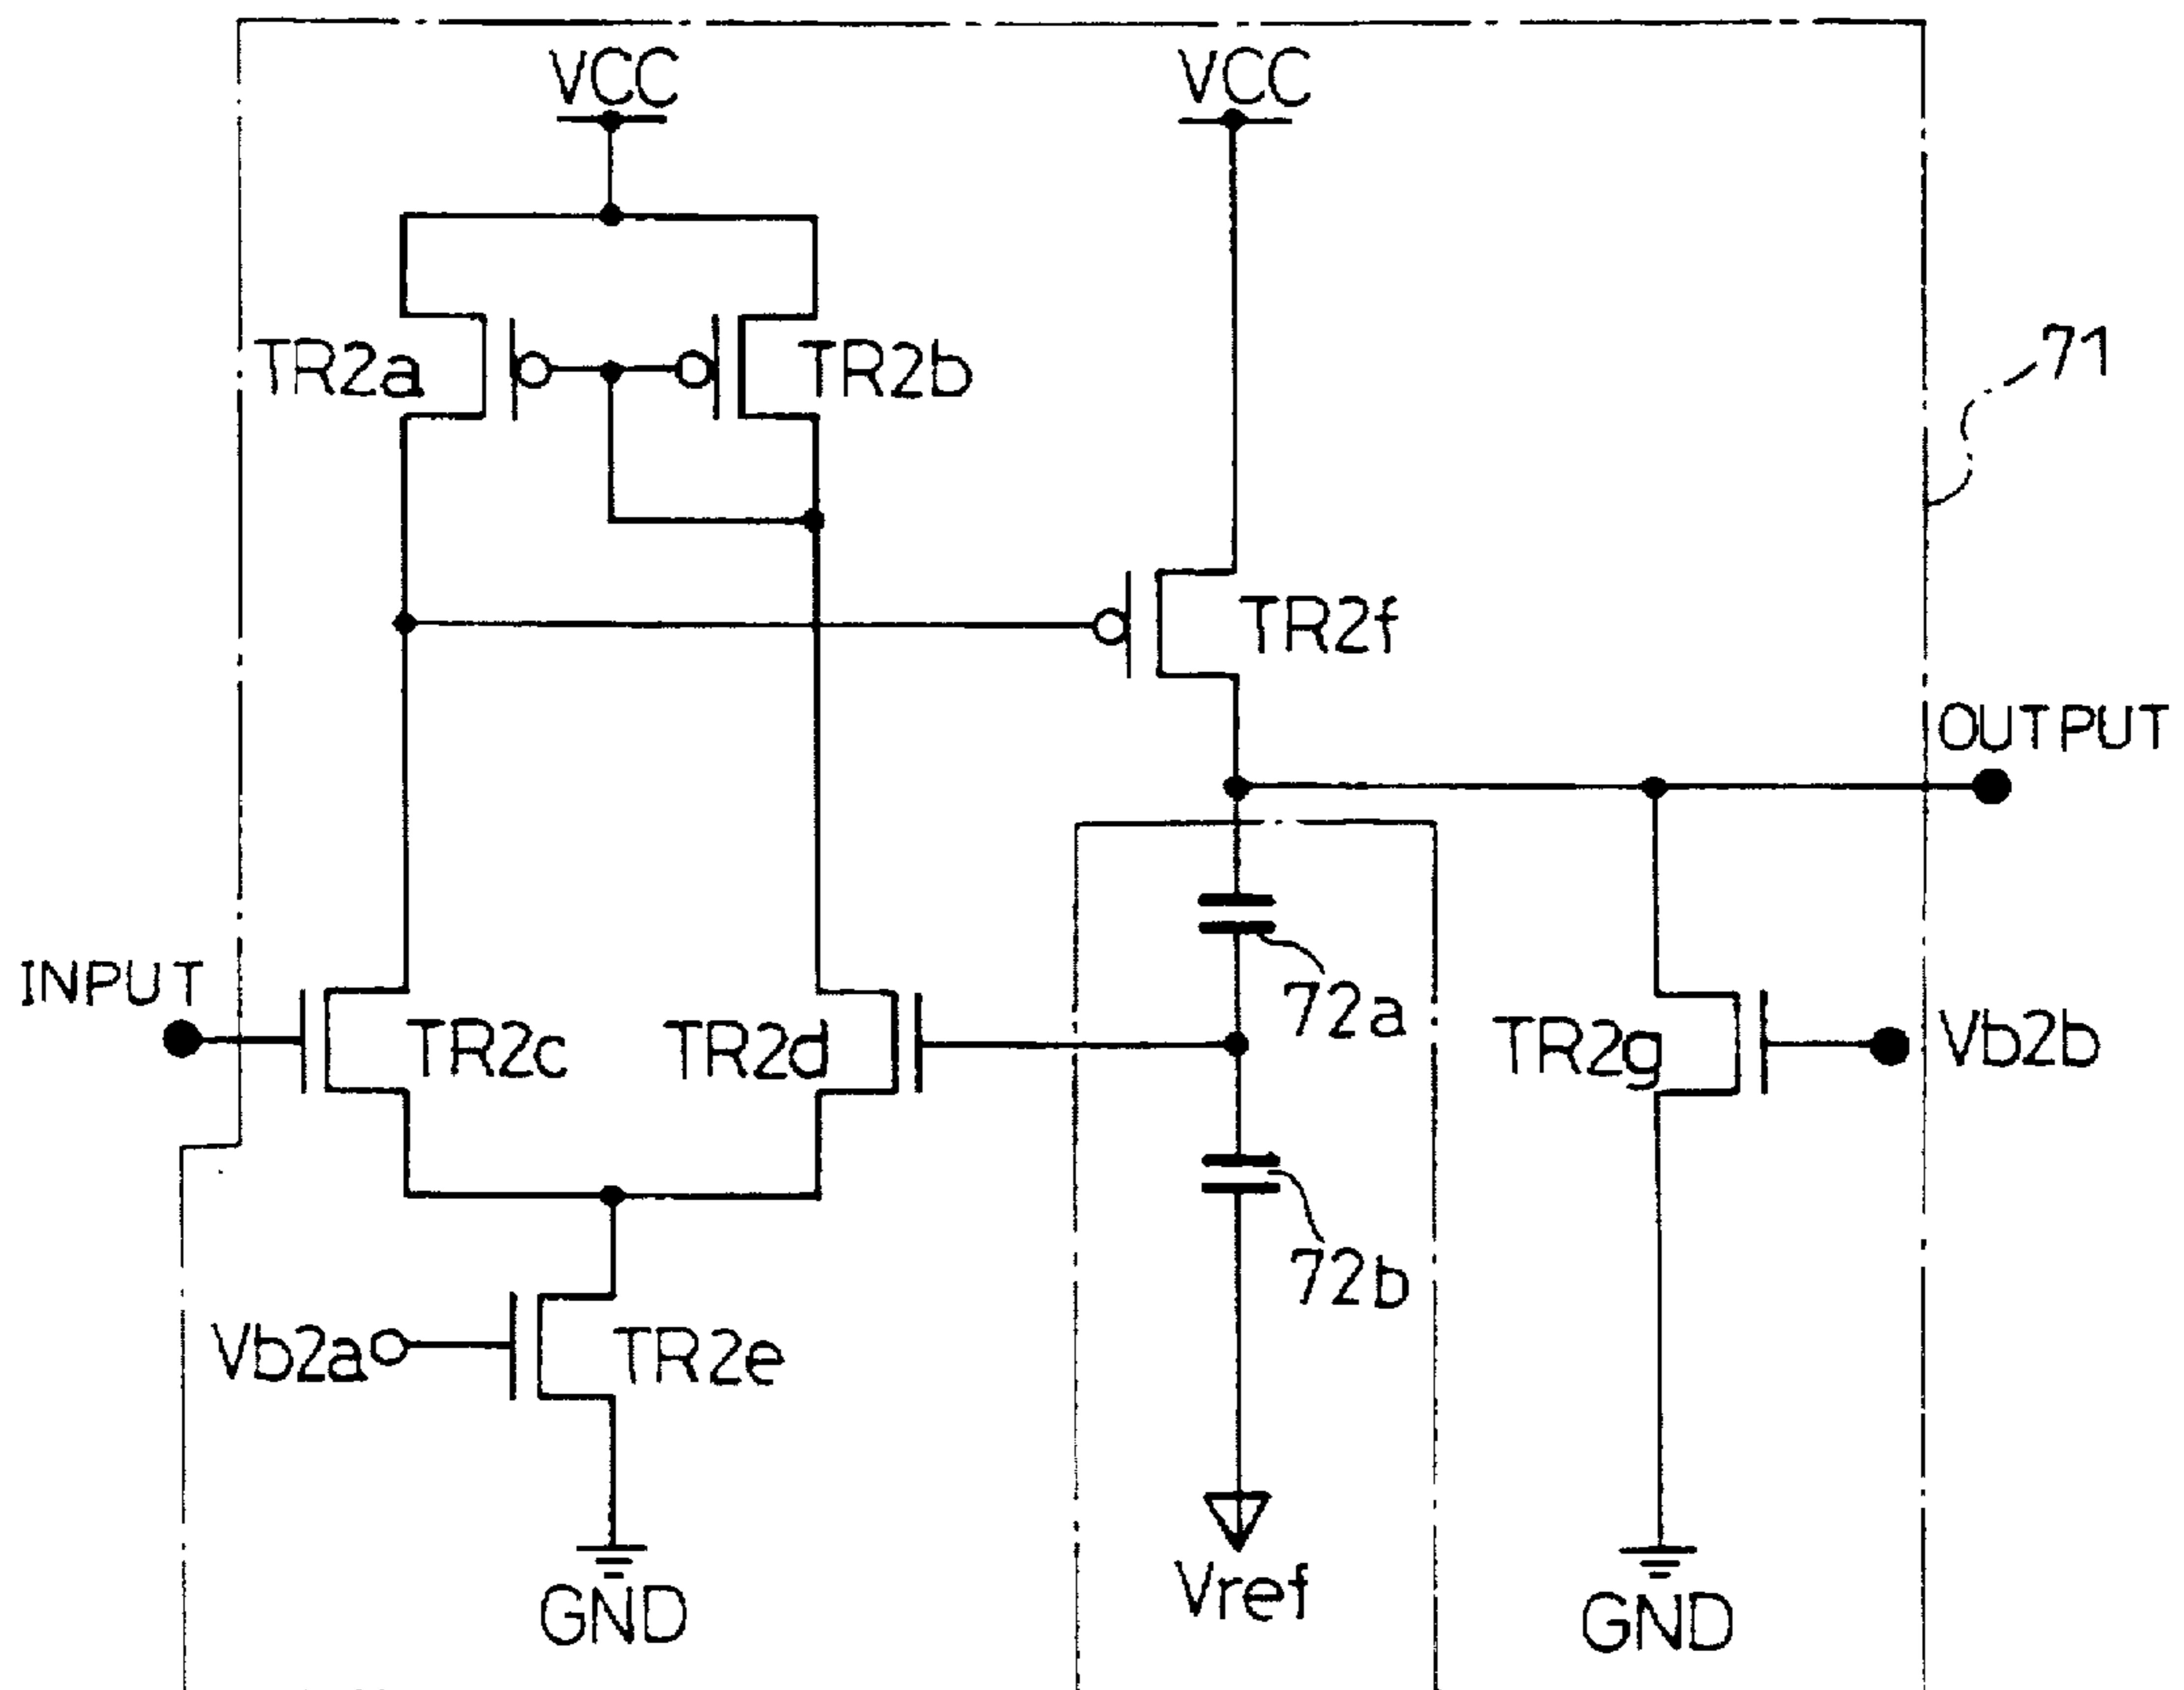 VCC
VCC
TR2a
TR2b
71
TR2f
OUTPUT
INPUT
TR2c
TR2d
72a
TR2g
Vb2b
72b
Vb2a
TR2e
Vref
GND
GND